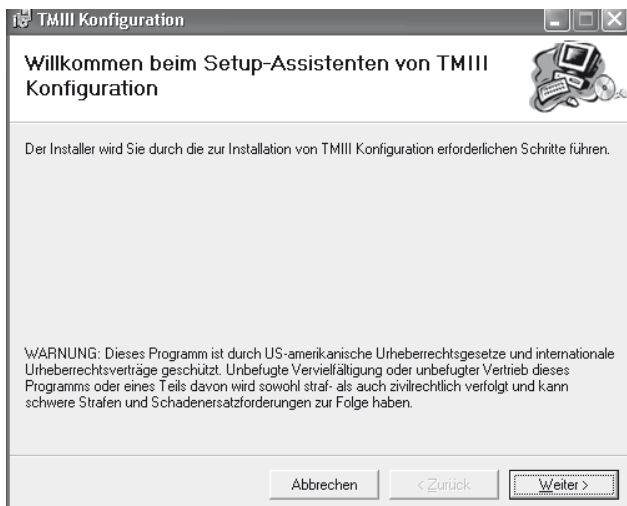 TMIII Konfiguration
Willkommen beim Setup-Assistenten von TMIII
Konfiguration
Der Installer wird Sie durch die zur Installation von TMIII Konfiguration erforderlichen Schritte führen.
WARNUNG: Dieses Programm ist durch US-amerikanische Urheberrechtsgesetze und internationale
Urheberrechtsverträge geschützt. Unbefugte Vervielfältigung oder unbefugter Vertrieb dieses
Programms oder eines Teils davon wird sowohl straf- als auch zivilrechtlich verfolgt und kann
schwere Strafen und Schadenersatzforderungen zur Folge haben.
Abbrechen
< Zurück
Weiter >